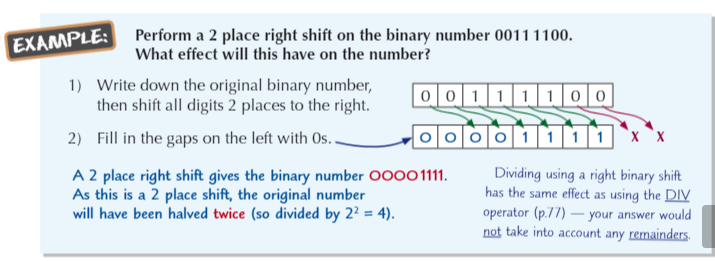 EXAMPLE:
Perform a 2 place right shift on the binary number 0011 1100.
What effect will this have on the number?
1) Write down the original binary number,
then shift all digits 2 places to the right.
0 0 1 1 1 1 0 0
2) Fill in the gaps on the left with 0s.
0 0 0 0 1 1 1 1 X X
A 2 place right shift gives the binary number 00001111.
As this is a 2 place shift, the original number
will have been halved twice (so divided by 2² = 4).
Dividing using a right binary shift
has the same effect as using the DIV
operator (p.77) — your answer would
not take into account any remainders.